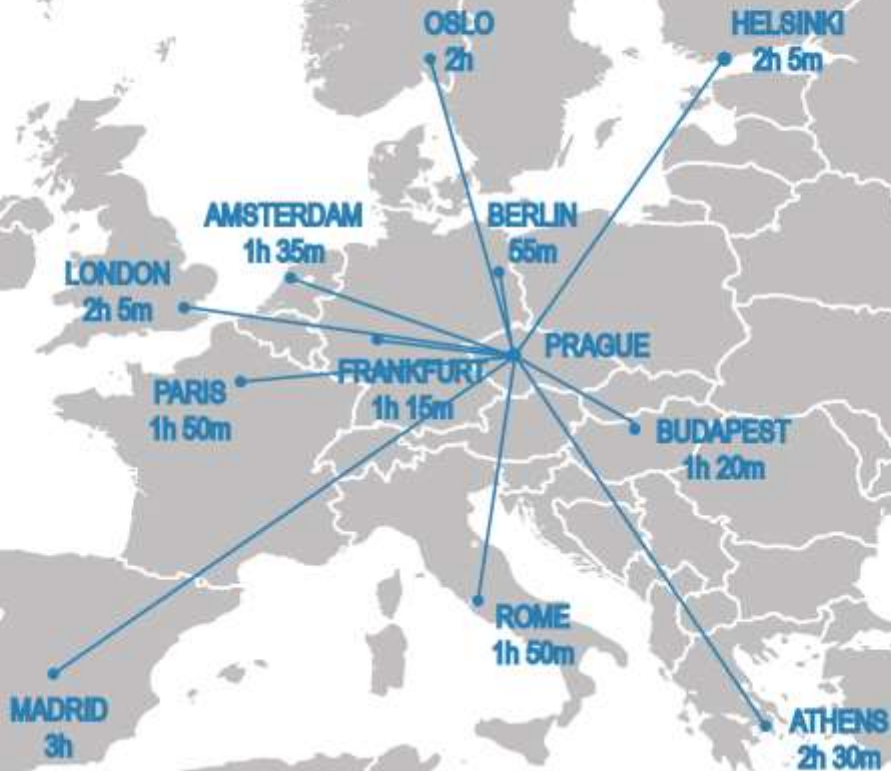 OSLO
2h
HELSINKI
2h 5m
AMSTERDAM
1h 35m
BERLIN
55m
LONDON
2h 5m
PRAGUE
FRANKFURT
1h 15m
PARIS
1h 50m
BUDAPEST
1h 20m
ROME
1h 50m
MADRID
3h
ATHENS
2h 30m